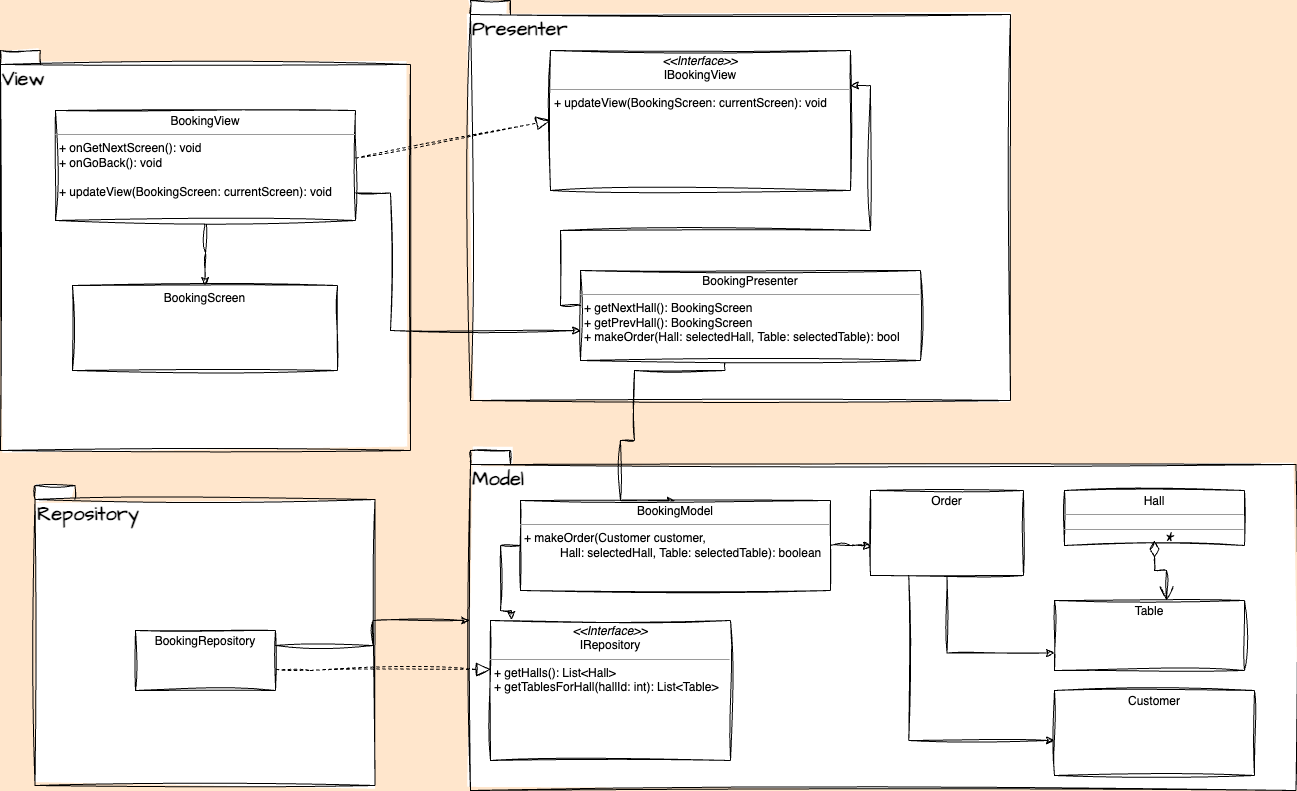 View
BookingView
+ onGetNextScreen(): void
+ onGoBack(): void
+ updateView(BookingScreen: currentScreen): void
BookingScreen
Presenter
<<Interface>>
IBookingView
+ updateView(BookingScreen: currentScreen): void
BookingPresenter
+ getNextHall(): BookingScreen
+ getPrevHall(): BookingScreen
+ makeOrder(Hall: selectedHall, Table: selectedTable): bool
Repository
BookingRepository
Model
BookingModel
+ makeOrder(Customer customer,
Hall: selectedHall, Table: selectedTable): boolean
<<Interface>>
IRepository
+ getHalls(): List<Hall>
+ getTablesForHall(hallId: int): List<Table>
Order
Hall
*
Table
Customer